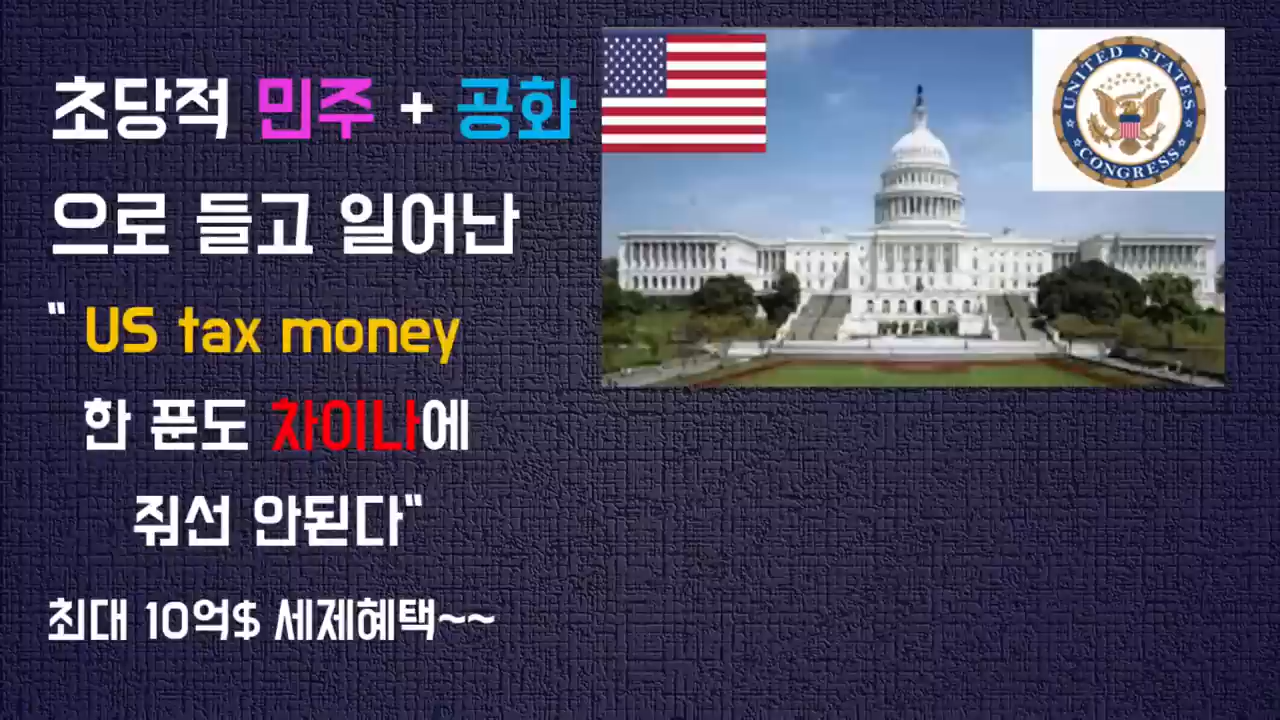 초당적 민주 + 공화
으로 들고 일어난
" US tax money
한 푼도 차이나에
줘선 안된다"
최대 10억$ 세제혜택~~
UNITED STATES
CONGRESS